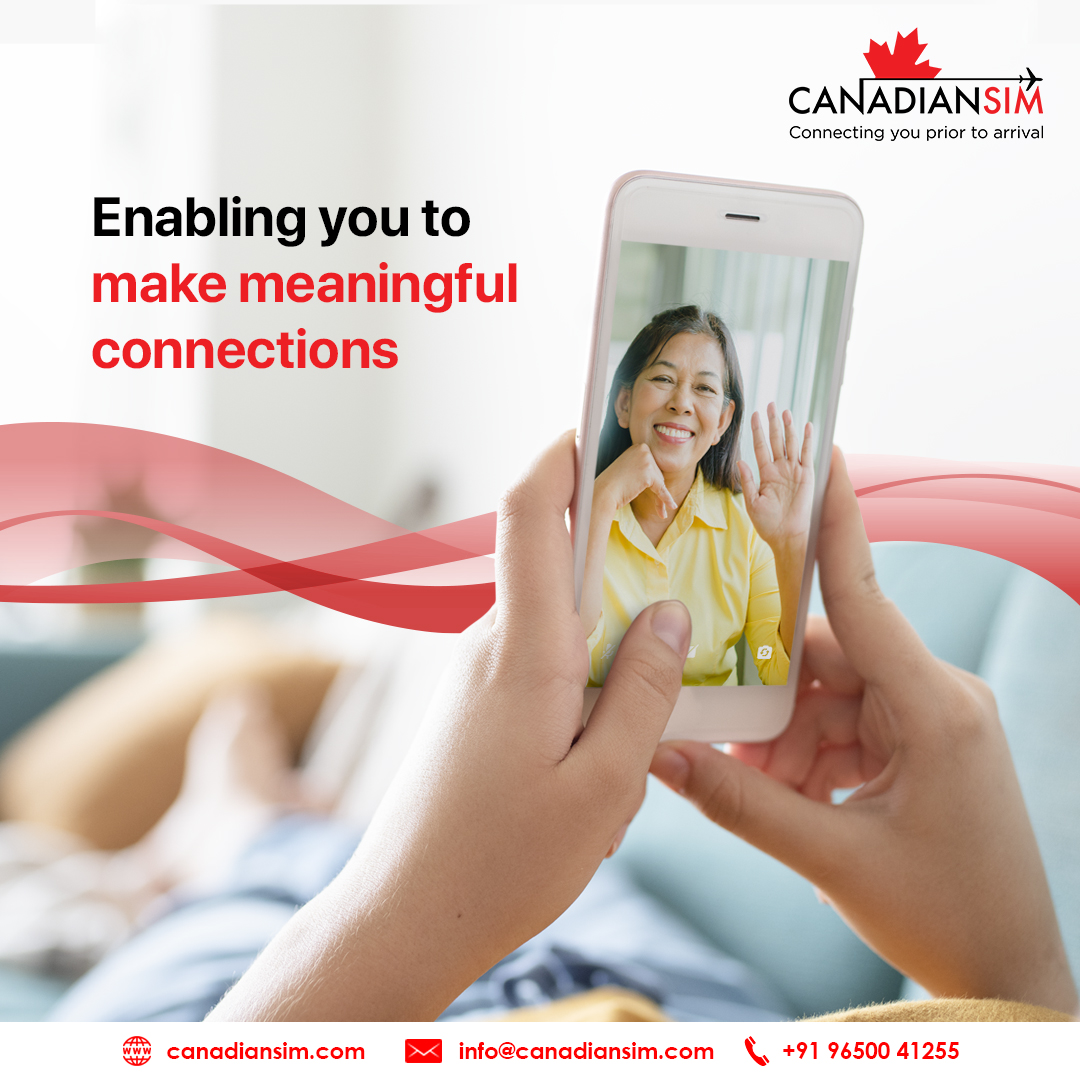 CANADIANSIM
Connecting you prior to arrival
Enabling you to
make meaningful
connections
www canadiansim.com info@canadiansim.com +91 96500 41255